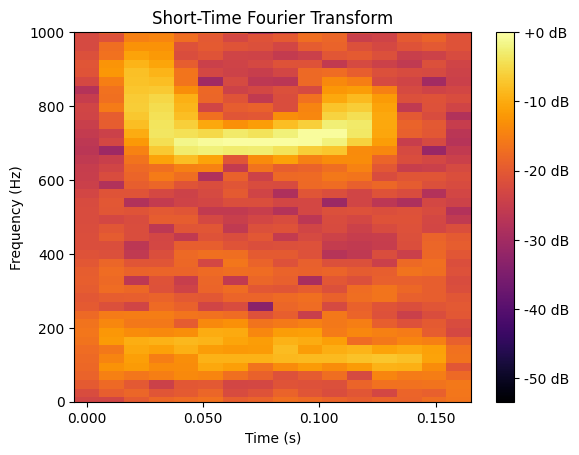 Short-Time Fourier Transform
1000
800
600
400
200
0
Frequency (Hz)
0.000
0.050
0.100
0.150
Time (s)
+0 dB
-10 dB
-20 dB
-30 dB
-40 dB
-50 dB